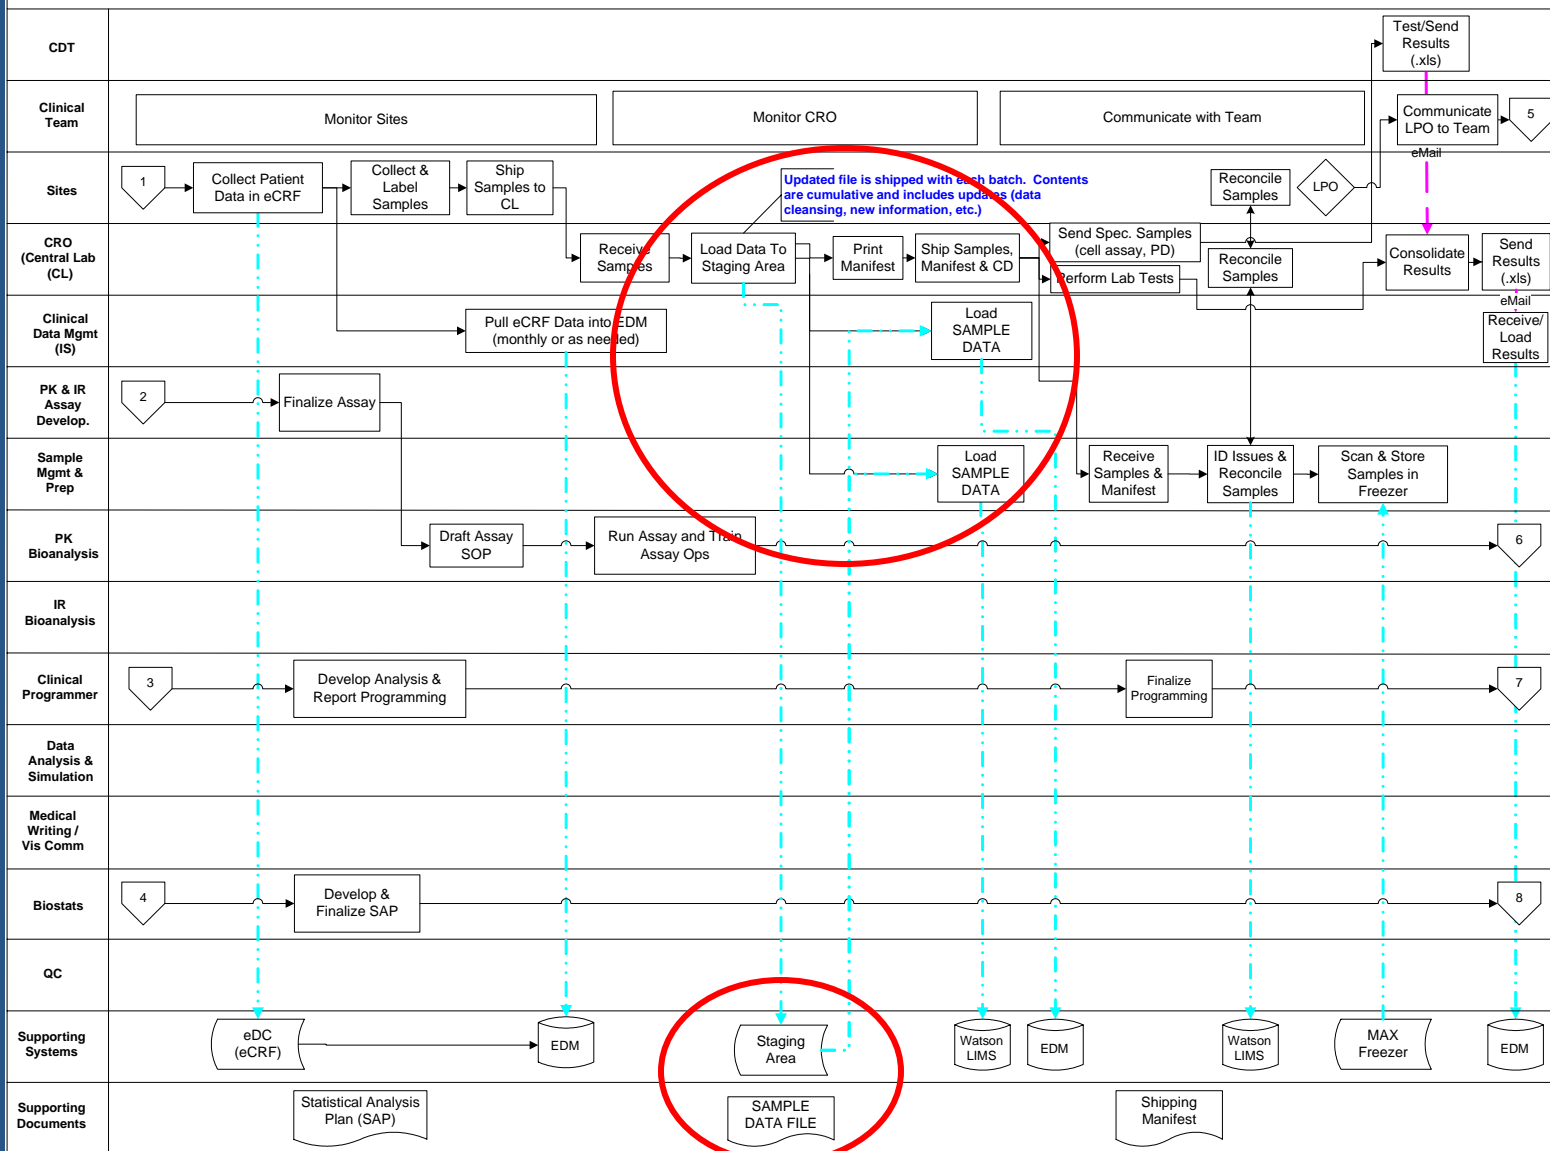 CDT
Test/Send
Results
(.xls)
Clinical
Team
Monitor Sites
Monitor CRO
Communicate with Team
Communicate
LPO to Team
5
eMail
Sites
1
Collect Patient
Data in eCRF
Collect &
Label
Samples
Ship
Samples to
CL
Updated file is shipped with each batch.  Contents
are cumulative and includes updates (data
cleansing, new information, etc.)
Reconcile
Samples
LPO
CRO
(Central Lab
(CL)
Receive
Samples
Load Data To
Staging Area
Print
Manifest
Ship Samples,
Manifest & CD
Send Spec. Samples
(cell assay, PD)
Perform Lab Tests
Reconcile
Samples
Consolidate
Results
Send
Results
(.xls)
eMail
Clinical
Data Mgmt
(IS)
Pull eCRF Data into EDM
(monthly or as needed)
Load
SAMPLE
DATA
Receive/
Load
Results
PK & IR
Assay
Develop.
2
Finalize Assay
Sample
Mgmt &
Prep
Load
SAMPLE
DATA
Receive
Samples &
Manifest
ID Issues &
Reconcile
Samples
Scan & Store
Samples in
Freezer
PK
Bioanalysis
Draft Assay
SOP
Run Assay and Train
Assay Ops
6
IR
Bioanalysis
Clinical
Programmer
3
Develop Analysis &
Report Programming
Finalize
Programming
7
Data
Analysis &
Simulation
Medical
Writing /
Vis Comm
Biostats
4
Develop &
Finalize SAP
8
QC
Supporting
Systems
eDC
(eCRF)
EDM
Staging
Area
Watson
LIMS
EDM
Watson
LIMS
MAX
Freezer
EDM
Supporting
Documents
Statistical Analysis
Plan (SAP)
SAMPLE
DATA FILE
Shipping
Manifest